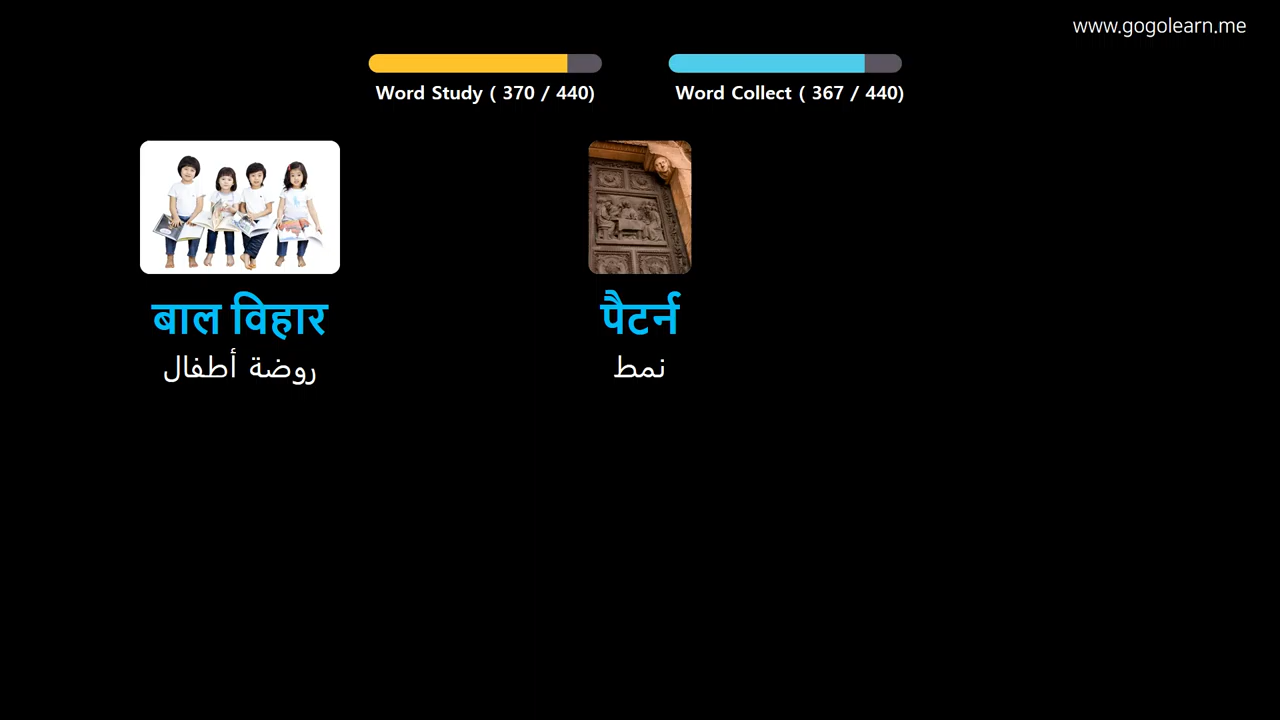 www.gogolearn.me
Word Study ( 370 / 440)
Word Collect ( 367 / 440)
बाल विहार
روضة أطفال
पैटर्न
نمط